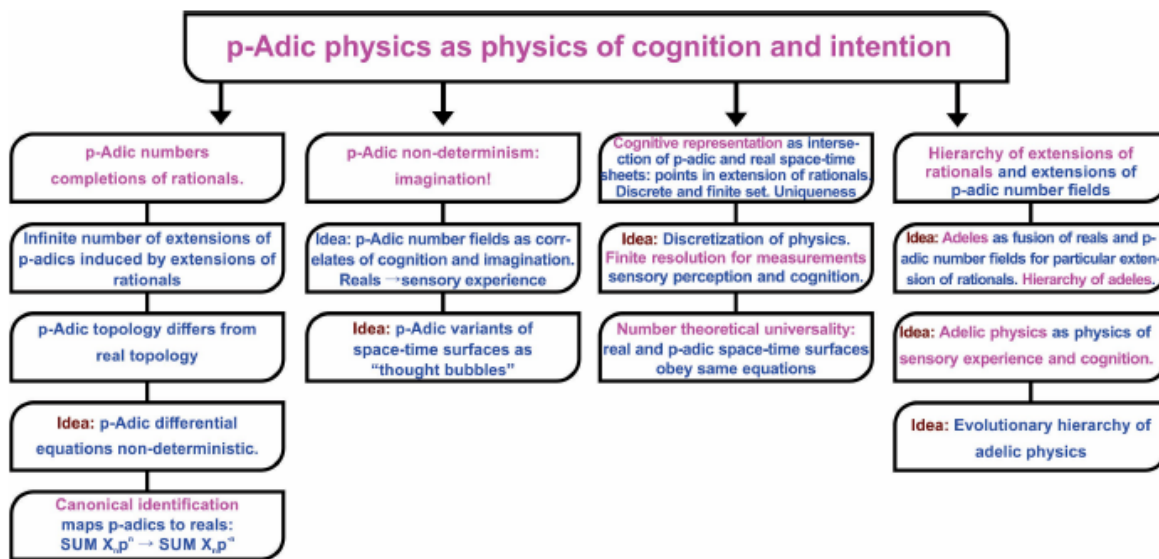 p-Adic physics as physics of cognition and intention
p-Adic numbers
completions of rationals.
Infinite number of extensions of
p-adics induced by extensions of
rationals
p-Adic topology differs from
real topology
Idea: p-Adic differential
equations non-deterministic.
Canonical identification
maps p-adics to reals:
SUM Xₙpⁿ → SUM Xₙp⁻ⁿ
p-Adic non-determinism:
imagination!
Idea: p-Adic number fields as corr-
elates of cognition and imagination.
Reals →sensory experience
Idea: p-Adic variants of
space-time surfaces as
“thought bubbles”
Cognitive representation as interse-
ction of p-adic and real space-time
sheets: points in extension of rationals.
Discrete and finite set. Uniqueness
Idea: Discretization of physics.
Finite resolution for measurements
sensory perception and cognition.
Number theoretical universality:
real and p-adic space-time surfaces
obey same equations
Hierarchy of extensions of
rationals and extensions of
p-adic number fields
Idea: Adeles as fusion of reals and p-
adic number fields for particular exten-
sion of rationals. Hierarchy of adeles.
Idea: Adelic physics as physics of
sensory experience and cognition.
Idea: Evolutionary hierarchy of
adelic physics